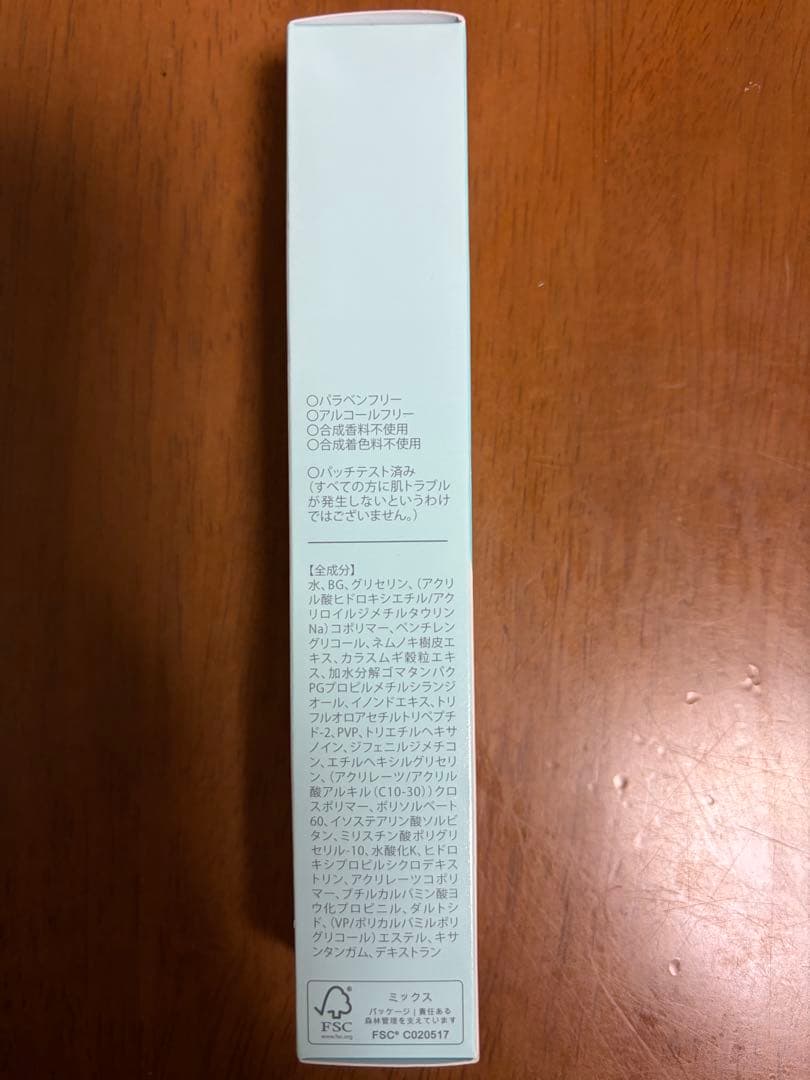 ○パラベンフリー
○アルコールフリー
○合成香料不使用
○合成着色料不使用
○パッチテスト済み
(すべての方に肌トラブル
が発生しないというわけ
ではございません。)
【全成分】
水、BG、グリセリン、(アクリ
ル酸ヒドロキシエチル/アク
リロイルジメチルタウリン
Na)コポリマー、ペンチレン
グリコール、ネムノキ樹皮エ
キス、カラスムギ穀粒エキ
ス、加水分解ゴマタンパク
PGプロピルメチルシランジ
オール、イノンドエキス、トリ
フルオロアセチルトリペプチ
ド-2、PVP、トリエチルヘキサ
ノイン、ジフェニルジメチコ
ン、エチルヘキシルグリセリ
ン、(アクリレーツ/アクリル
酸アルキル(C10-30))クロ
スポリマー、ポリソルベート
60、イソステアリン酸ソルビ
タン、ミリスチン酸ポリグリ
セリル-10、水酸化K、ヒドロ
キシプロピルシクロデキス
トリン、アクリレーツコポリ
マー、ブチルカルバミン酸ヨ
ウ化プロピニル、ダルトシ
ド、(VP/ポリカルバミルポリ
グリコール)エステル、キサ
ンタンガム、デキストラン
FSC®
www.fsc.org
ミックス
パッケージ|責任ある
森林管理を支えています
FSC® C020517